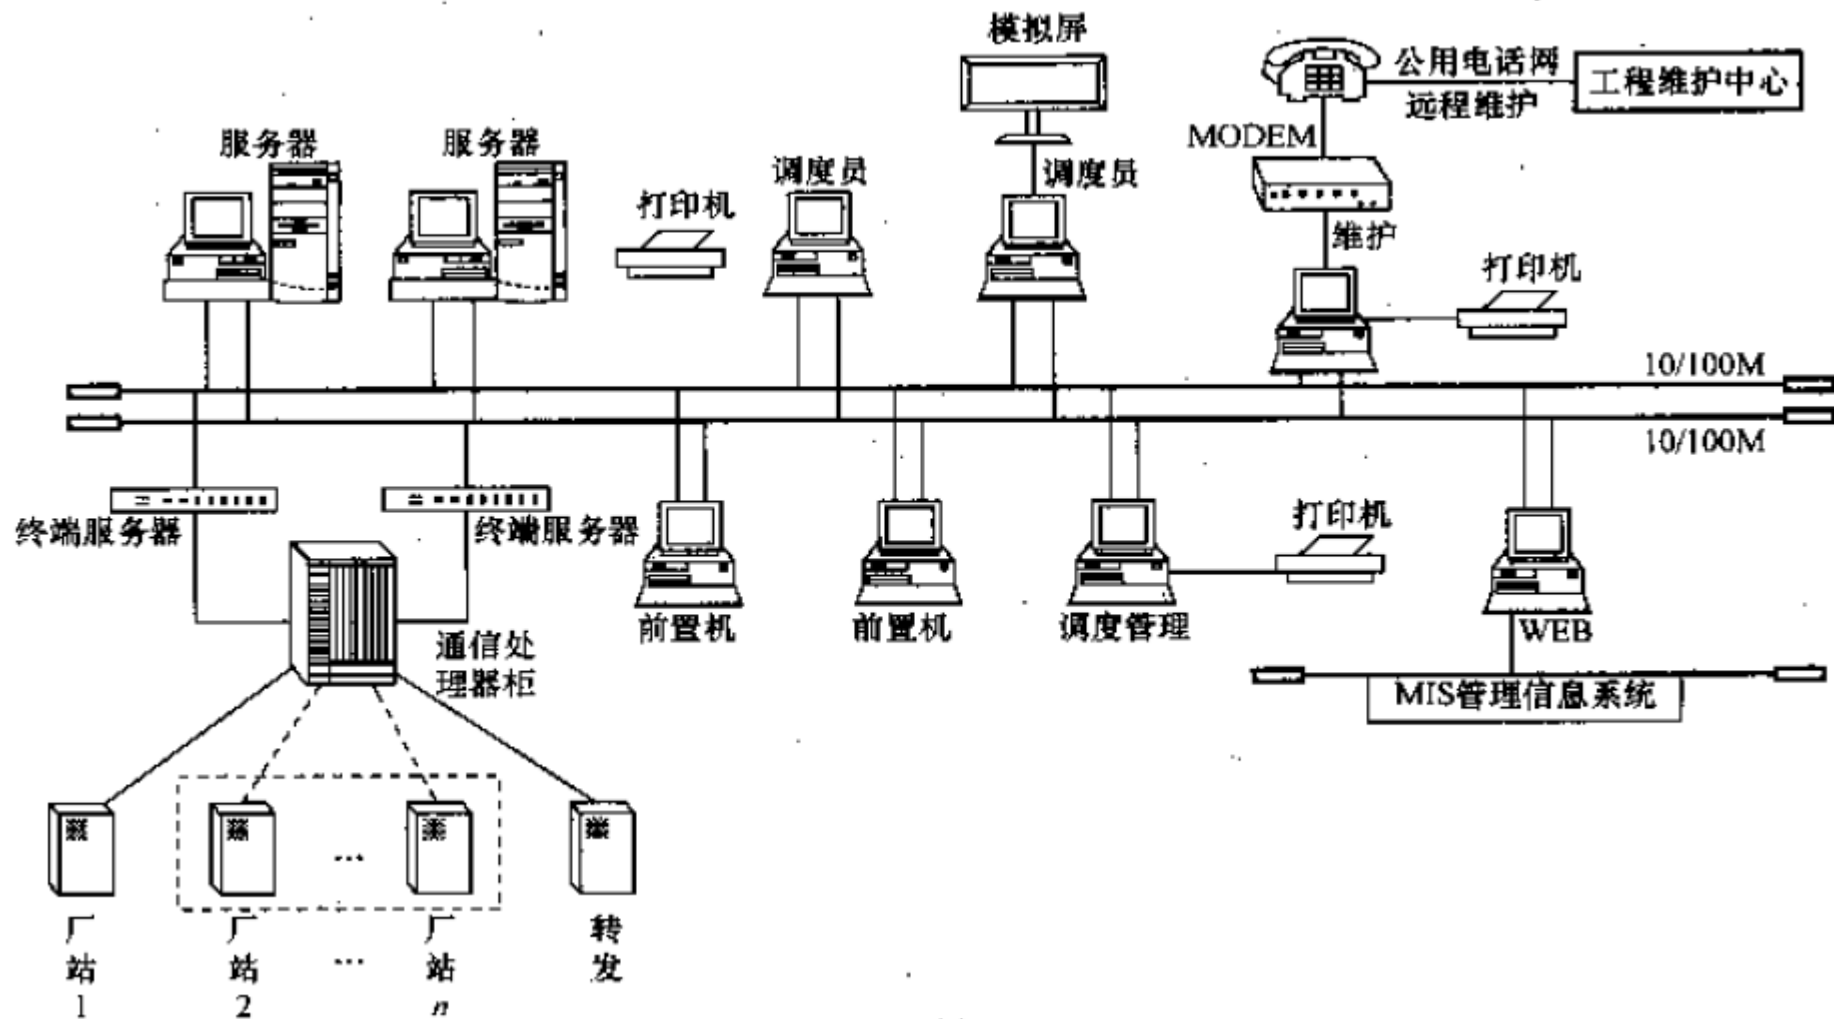 模拟屏
公用电话网
工程维护中心
远程维护
MODEM
服务器
服务器
调度员
调度员
打印机
维护
打印机
10/100M
10/100M
终端服务器
终端服务器
打印机
前置机
前置机
调度管理
WEB
通信处
理器柜
MIS管理信息系统
...
厂
站
1
厂
站
2
...
厂
站
n
转
发